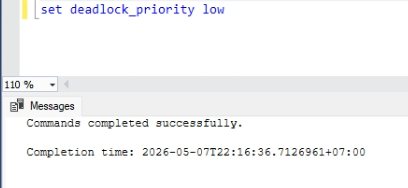 set deadlock_priority low
110 %
Messages
Commands completed successfully.
Completion time: 2026-05-07T22:16:36.7126961+07:00